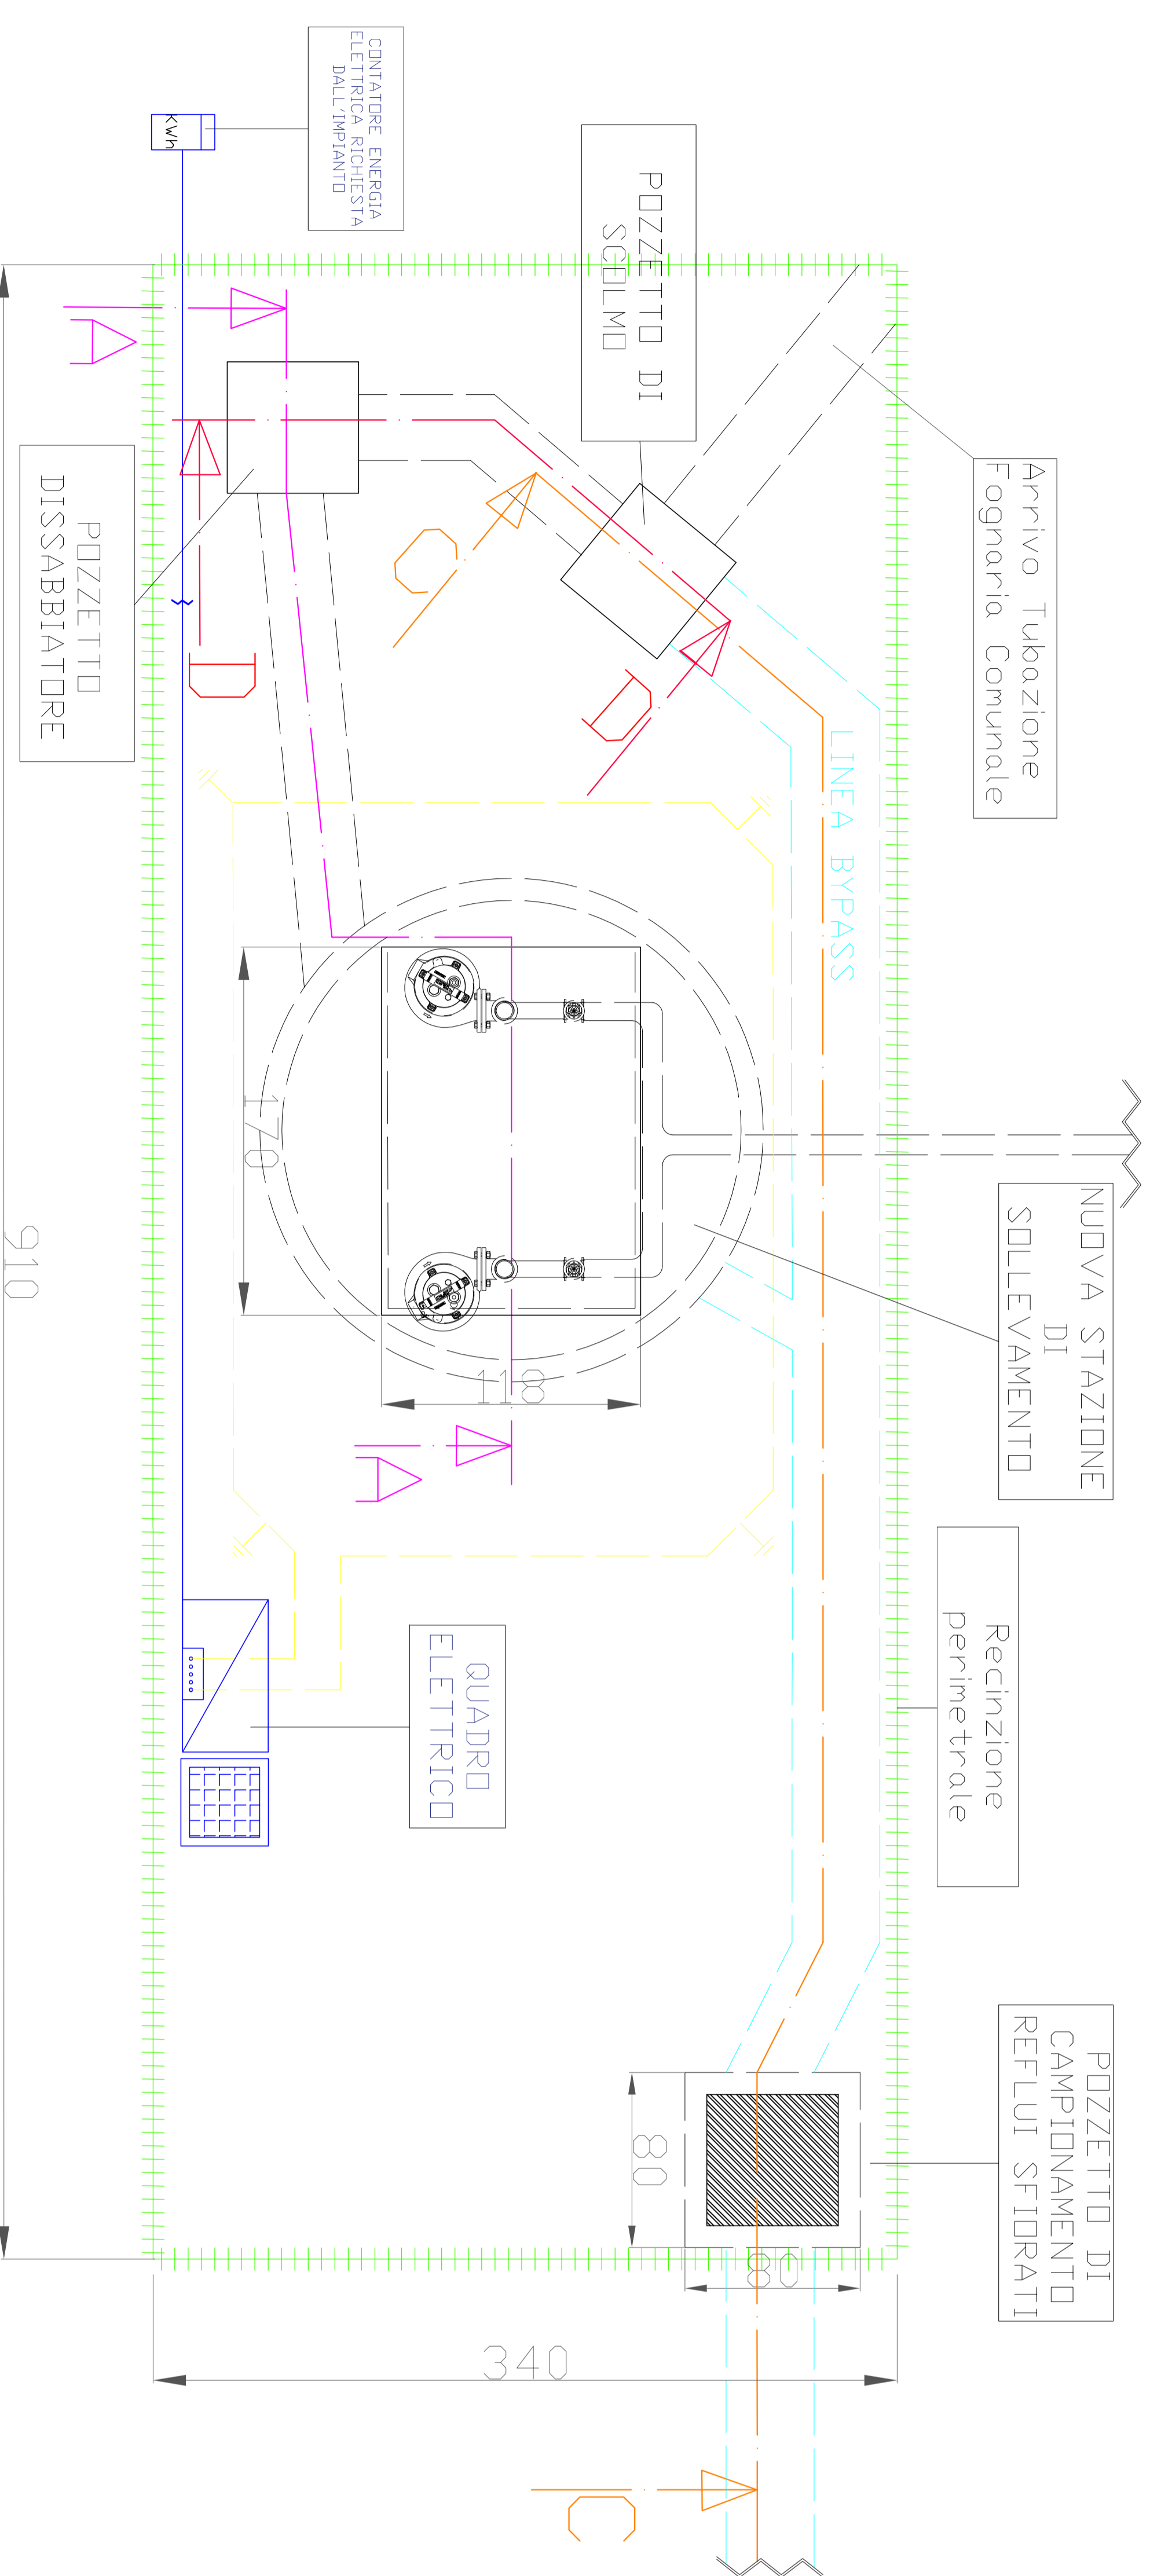 CONTATORE ENERGIA
ELETTRICA RICHIESTA
DALL'IMPIANTO
KWh
POZZETTO DI
SCOLMO
Arrivo Tubazione
Fognaria Comunale
A
POZZETTO
DISSABBIATORE
D
C
D
LINEA BYPASS
170
910
118
A
NUOVA STAZIONE
DI
SOLLEVAMENTO
Recinzione
perimetrale
QUADRO
ELETTRICO
POZZETTO DI
CAMPIONAMENTO
REFLUI SFIORATI
80
80
340
C